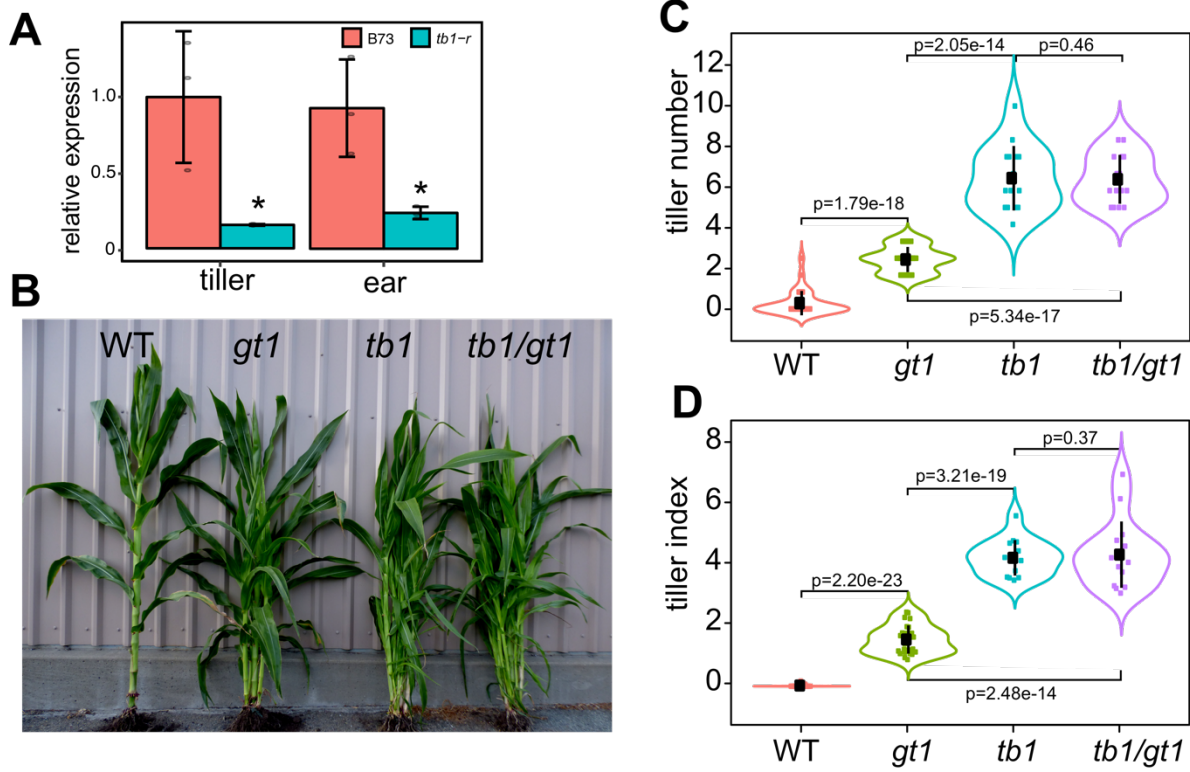 A
B73 tb1-r
relative expression
1.0
0.5
0
*
*
tiller ear
B
WT gt1 tb1 tb1/gt1
C
tiller number
12
10
8
6
4
2
0
p=2.05e-14 p=0.46
p=1.79e-18
p=5.34e-17
WT gt1 tb1 tb1/gt1
D
tiller index
8
6
4
2
0
p=0.37
p=3.21e-19
p=2.20e-23
p=2.48e-14
WT gt1 tb1 tb1/gt1